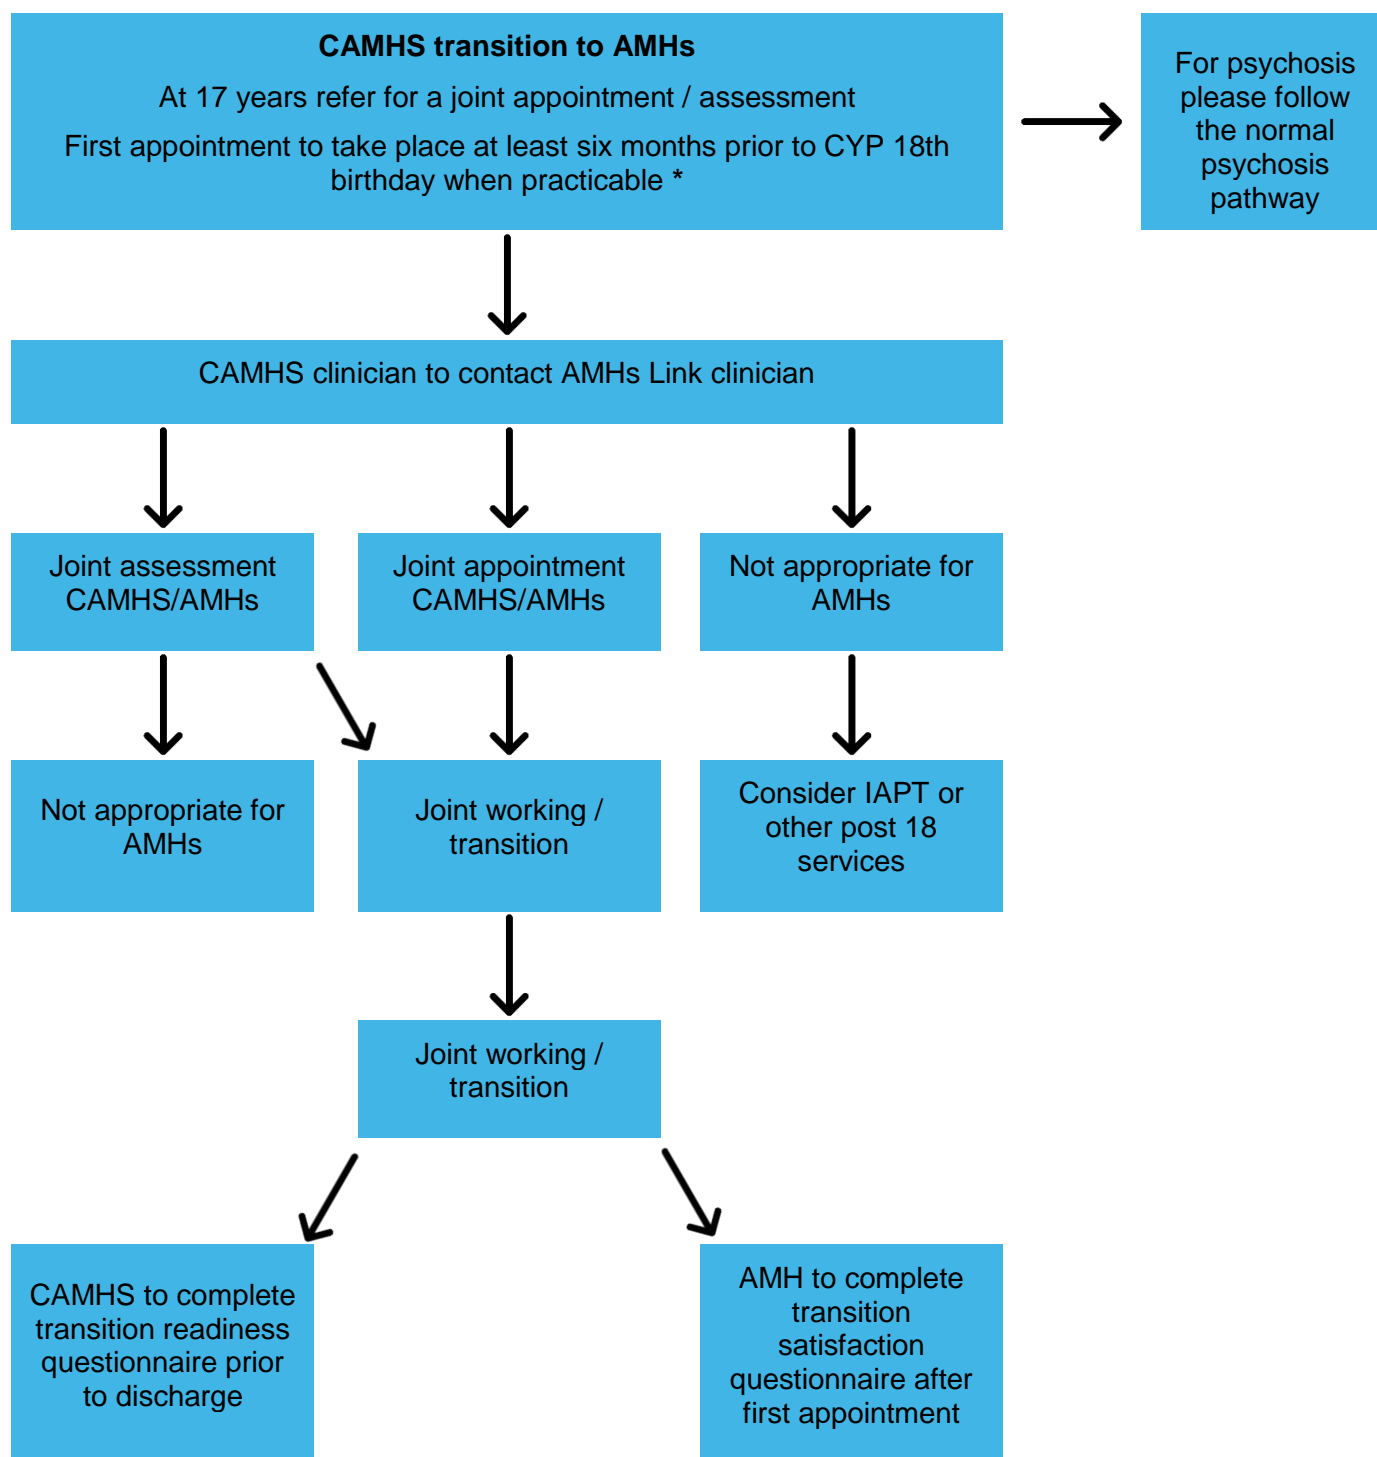 CAMHS transition to AMHs
At 17 years refer for a joint appointment / assessment
First appointment to take place at least six months prior to CYP 18th
birthday when practicable *
For psychosis
please follow
the normal
psychosis
pathway
CAMHS clinician to contact AMHs Link clinician
Joint assessment
CAMHS/AMHs
Joint appointment
CAMHS/AMHs
Not appropriate for
AMHs
Not appropriate for
AMHs
Joint working /
transition
Consider IAPT or
other post 18
services
Joint working /
transition
CAMHS to complete
transition readiness
questionnaire prior
to discharge
AMH to complete
transition
satisfaction
questionnaire after
first appointment